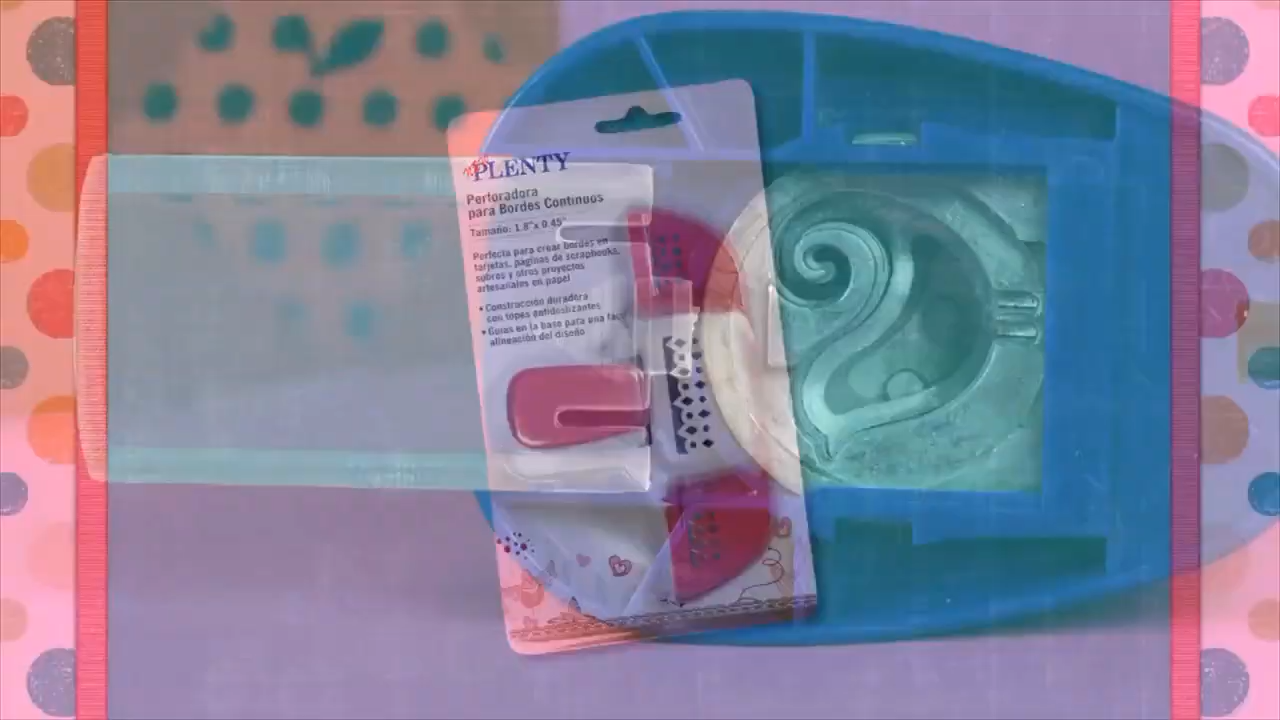 PLENTY
Perforadora
para Bordes Continuos
Tamaño: 1.8" x 0.45"
Perfecta para crear bordes en
tarjetas, páginas de scrapbooks,
sobres y otros proyectos
artesanales en papel
• Construcción duradera
con topes antideslizantes
• Guías en la base para una fácil
alineación del diseño